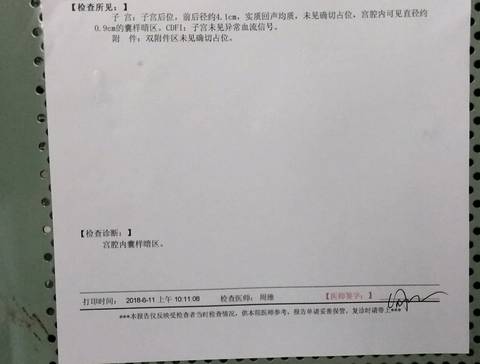 【检查所见：】
子 宫：子宫后位，前后径约4.1cm，实质回声均质，未见确切占位，宫腔内可见直径约
0.9cm的囊样暗区。CDFI：子宫未见异常血流信号。
附 件：双附件区未见确切占位。
【检查诊断：】
宫腔内囊样暗区。
打印时间： 2018-6-11 上午 10:11:06 检查医师： 周维 【医师签字：】
***本报告仅反映受检查者当时检查情况，供本院医师参考，报告单请妥善保管，复诊时请带上***